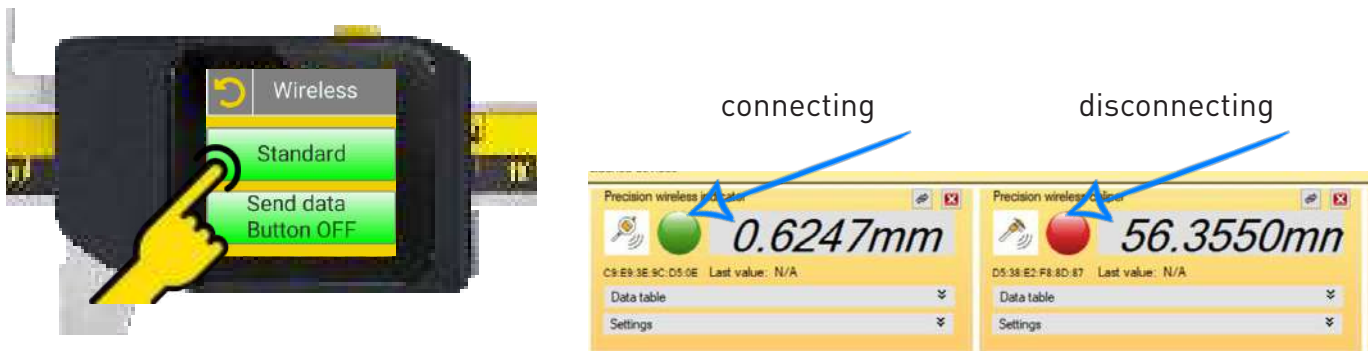 Wireless
Standard
Send data
Button OFF
connecting
disconnecting
Precision wireless indicator
0.6247mm
C9:E9:3E:9C:D5:0E Last value: N/A
Data table
Settings
Precision wireless caliper
56.3550mm
D5:38:E2:F8:8D:87 Last value: N/A
Data table
Settings